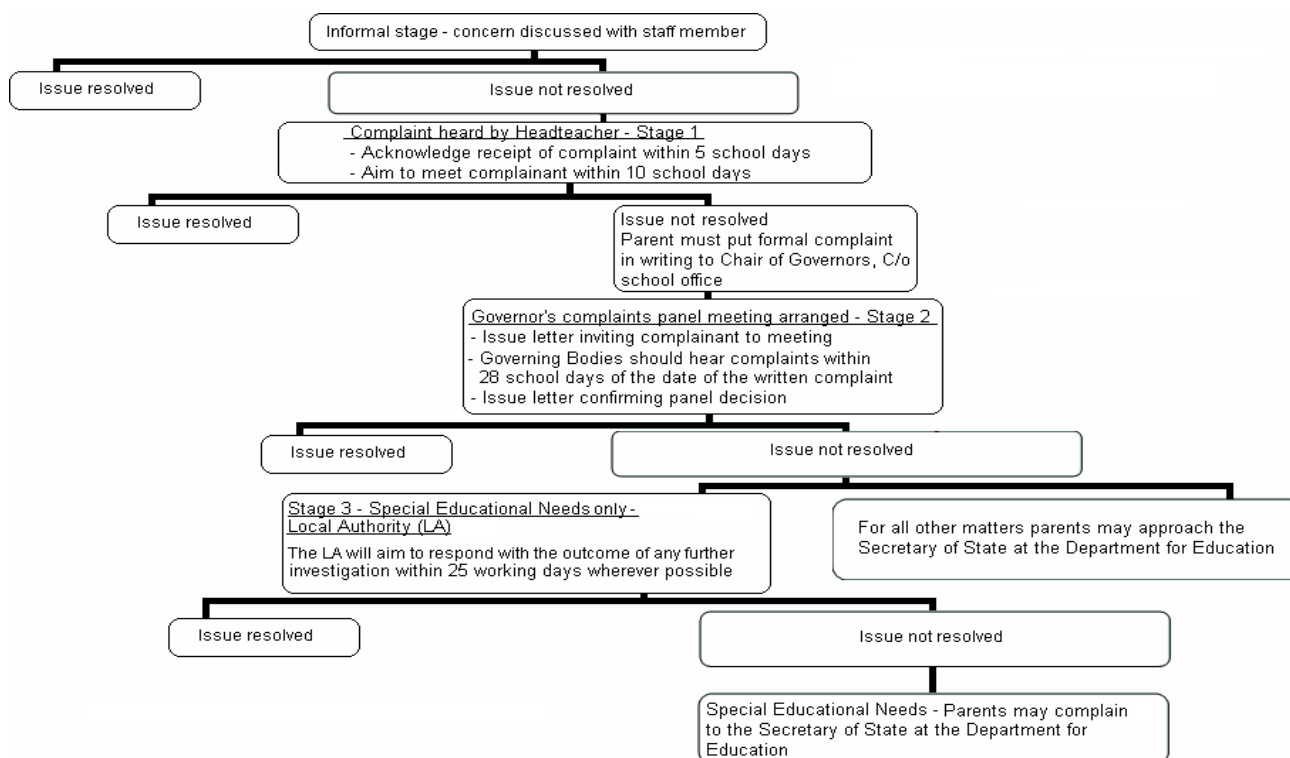 Informal stage - concern discussed with staff member
Issue resolved
Issue not resolved
Complaint heard by Headteacher - Stage 1
- Acknowledge receipt of complaint within 5 school days
- Aim to meet complainant within 10 school days
Issue resolved
Issue not resolved
Parent must put formal complaint
in writing to Chair of Governors, C/o
school office
Governor's complaints panel meeting arranged - Stage 2
- Issue letter inviting complainant to meeting
- Governing Bodies should hear complaints within
28 school days of the date of the written complaint
- Issue letter confirming panel decision
Issue resolved
Issue not resolved
Stage 3 - Special Educational Needs only -
Local Authority (LA)
The LA will aim to respond with the outcome of any further
investigation within 25 working days wherever possible
For all other matters parents may approach the
Secretary of State at the Department for Education
Issue resolved
Issue not resolved
Special Educational Needs - Parents may complain
to the Secretary of State at the Department for
Education